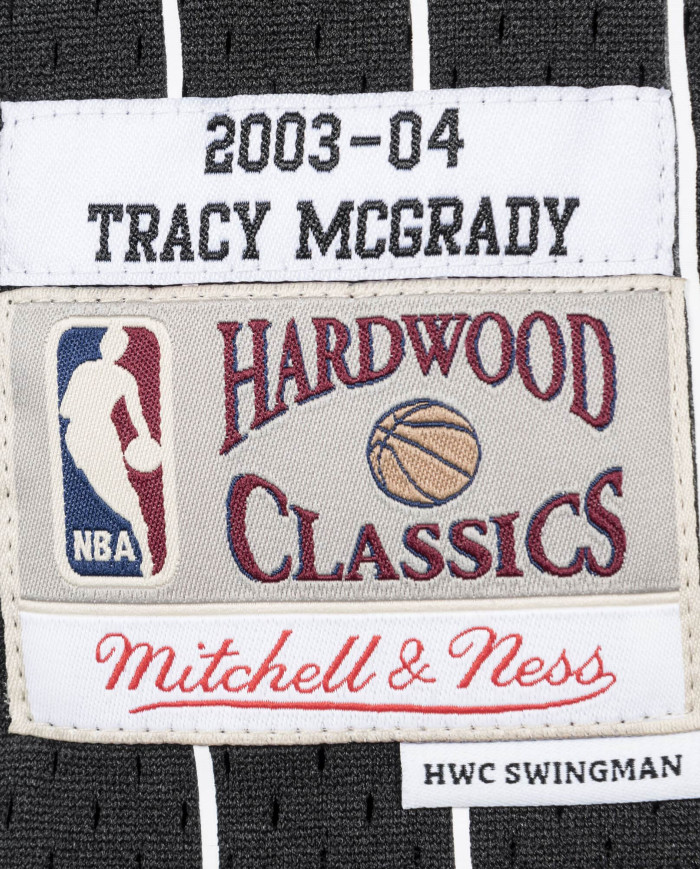 2003-04
TRACY MCGRADY
HARDWOOD
CLASSICS
NBA
Mitchell & Ness
HWC SWINGMAN